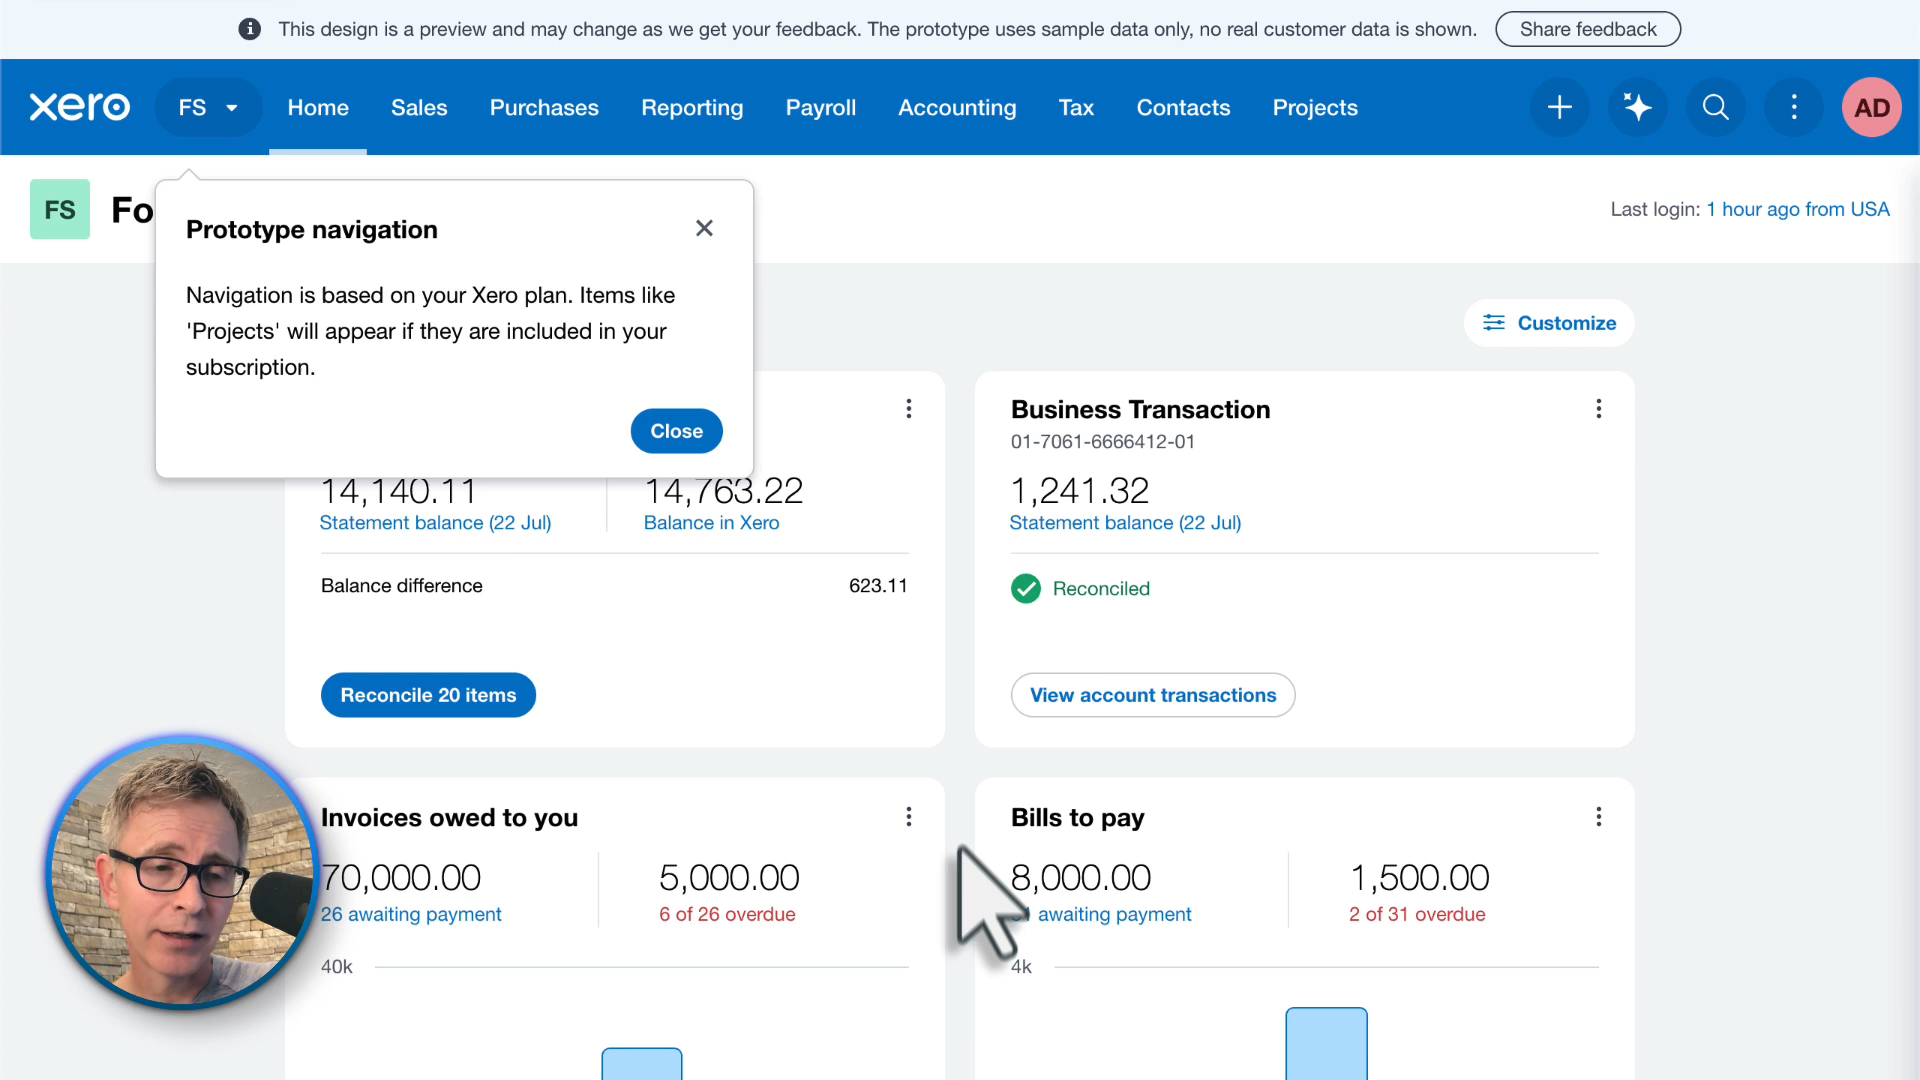 This design is a preview and may change as we get your feedback. The prototype uses sample data only, no real customer data is shown.
Share feedback
xero
FS
Home
Sales
Purchases
Reporting
Payroll
Accounting
Tax
Contacts
Projects
AD
FS
Fo
Last login: 1 hour ago from USA
Prototype navigation
Navigation is based on your Xero plan. Items like
'Projects' will appear if they are included in your
subscription.
Close
Customize
14,140.11
Statement balance (22 Jul)
14,763.22
Balance in Xero
Balance difference
623.11
Reconcile 20 items
Business Transaction
01-7061-6666412-01
1,241.32
Statement balance (22 Jul)
Reconciled
View account transactions
Invoices owed to you
70,000.00
26 awaiting payment
5,000.00
6 of 26 overdue
40k
Bills to pay
8,000.00
awaiting payment
1,500.00
2 of 31 overdue
4k